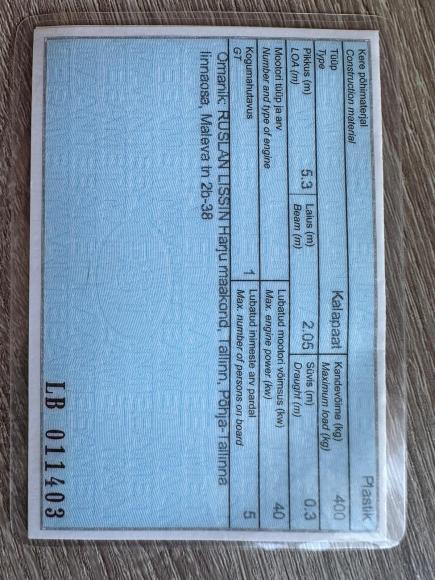 Kere põhimaterjal
Construction material Plastik
Tüüp Kalapaat
Type
Kandevõime (kg) 400
Maximum load (kg)
Pikkus (m) 5.3
LOA (m)
Laius (m) 2.05
Beam (m)
Süvis (m) 0.3
Draught (m)
Mootori tüüp ja arv
Number and type of engine
Lubatud mootori võimsus (kw) 40
Max. engine power (kw)
Kogumahutavus 1
GT
Lubatud inimeste arv pardal 5
Max. number of persons on board
Omanik: RUSLAN LISSIN Harju maakond, Tallinn, Põhja-Tallinna
linnaosa, Maleva tn 2b-38
LB 011403